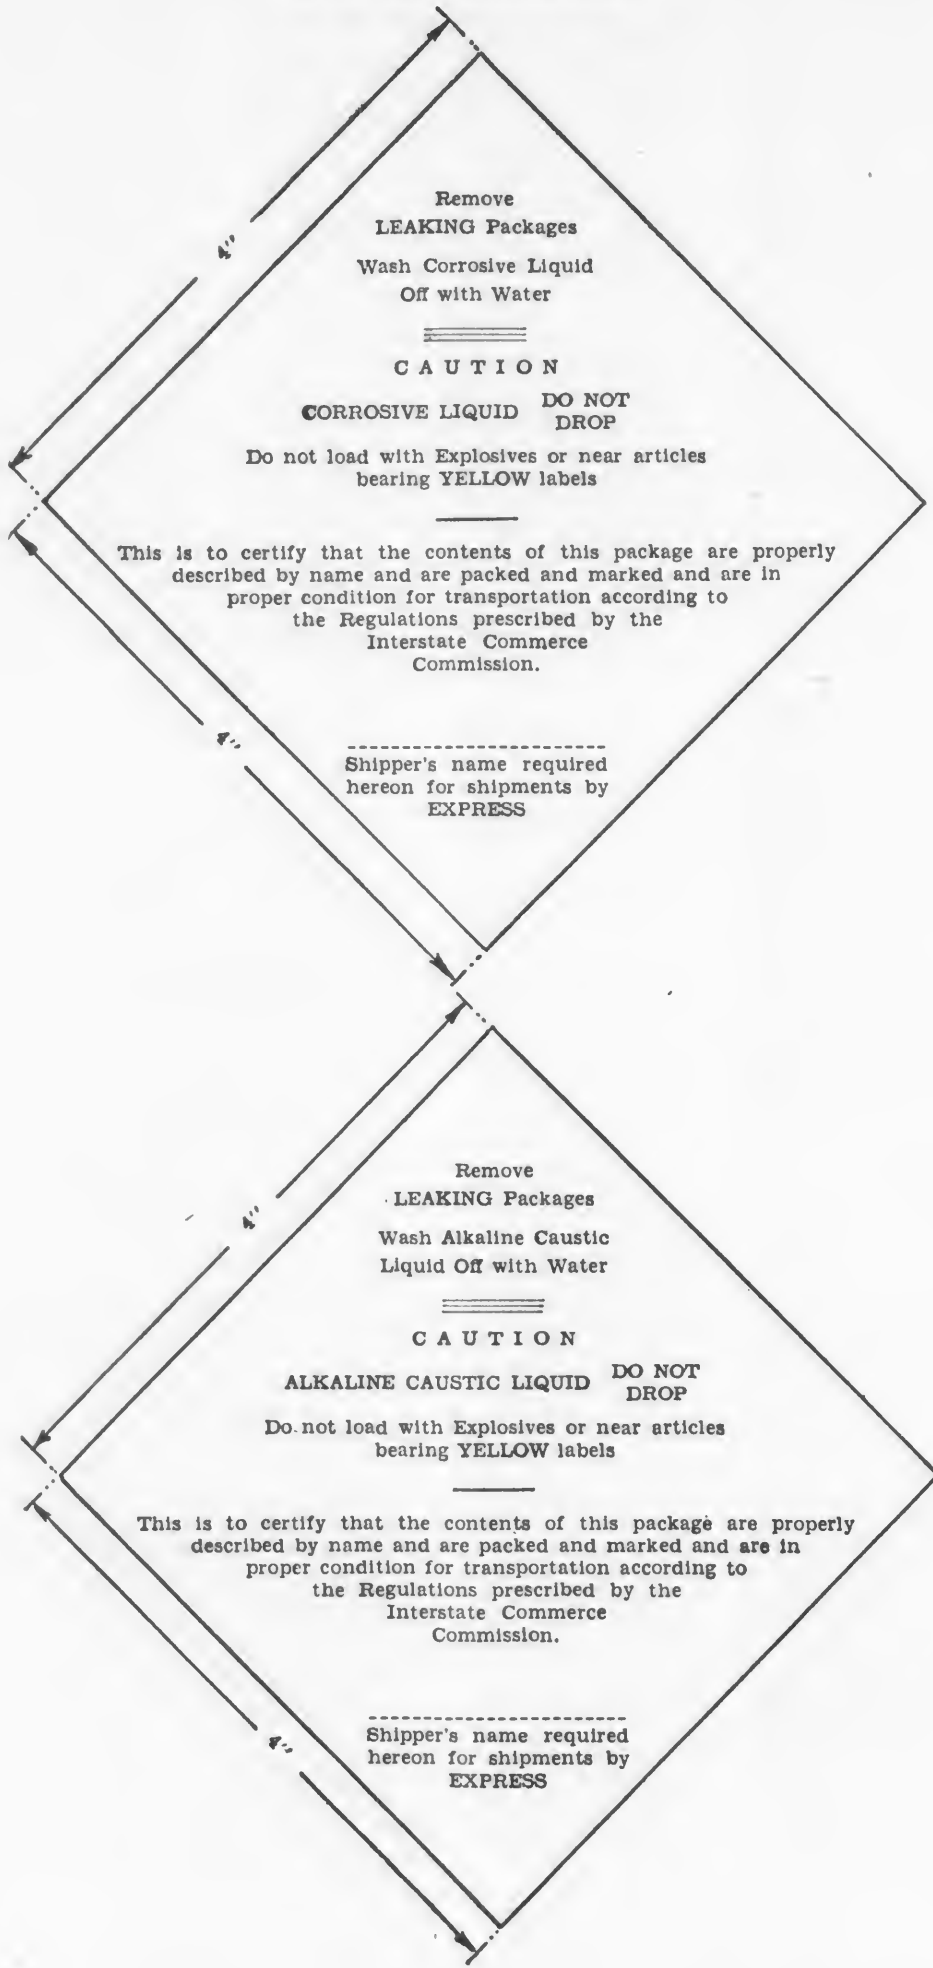 4"
Remove
LEAKING Packages
Wash Corrosive Liquid
Off with Water
CAUTION
CORROSIVE LIQUID DO NOT
DROP
Do not load with Explosives or near articles
bearing YELLOW labels
This is to certify that the contents of this package are properly
described by name and are packed and marked and are in
proper condition for transportation according to
the Regulations prescribed by the
Interstate Commerce
Commission.
4"
Shipper's name required
hereon for shipments by
EXPRESS
Remove
LEAKING Packages
4"
Wash Alkaline Caustic
Liquid Off with Water
CAUTION
ALKALINE CAUSTIC LIQUID DO NOT
DROP
Do not load with Explosives or near articles
bearing YELLOW labels
This is to certify that the contents of this package are properly
described by name and are packed and marked and are in
proper condition for transportation according to
the Regulations prescribed by the
Interstate Commerce
Commission.
4"
Shipper's name required
hereon for shipments by
EXPRESS